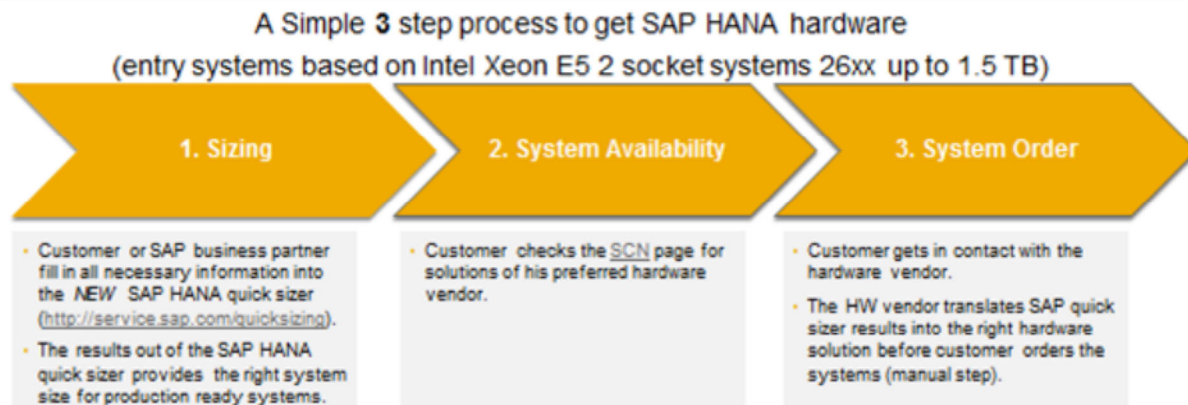 A Simple 3 step process to get SAP HANA hardware
(entry systems based on Intel Xeon E5 2 socket systems 26xx up to 1.5 TB)
1. Sizing
2. System Availability
3. System Order
• Customer or SAP business partner
fill in all necessary information into
the NEW SAP HANA quick sizer
(http://service.sap.com/quicksizing).
• The results out of the SAP HANA
quick sizer provides the right system
size for production ready systems.
• Customer checks the SCN page for
solutions of his preferred hardware
vendor.
• Customer gets in contact with the
hardware vendor.
• The HW vendor translates SAP quick
sizer results into the right hardware
solution before customer orders the
systems (manual step).